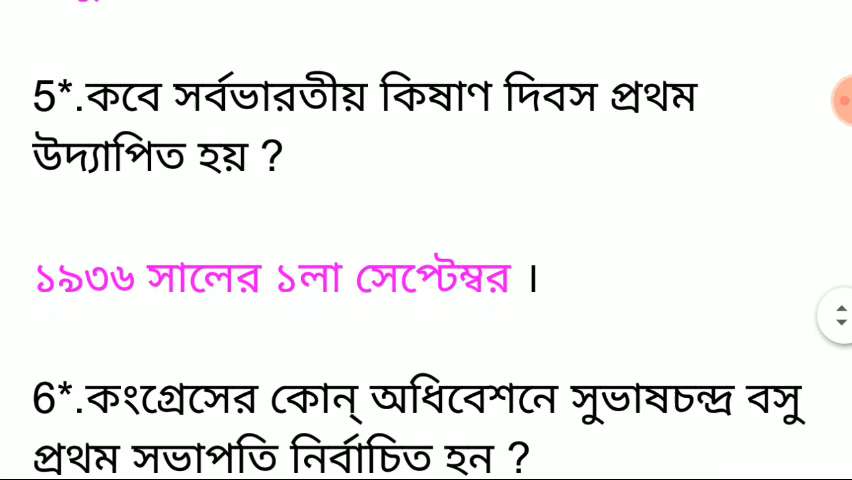 5*.কবে সর্বভারতীয় কিষাণ দিবস প্রথম
উদ্যাপিত হয় ?
১৯৩৬ সালের ১লা সেপ্টেম্বর ।
6*.কংগ্রেসের কোন্ অধিবেশনে সুভাষচন্দ্র বসু
প্রথম সভাপতি নির্বাচিত হন ?